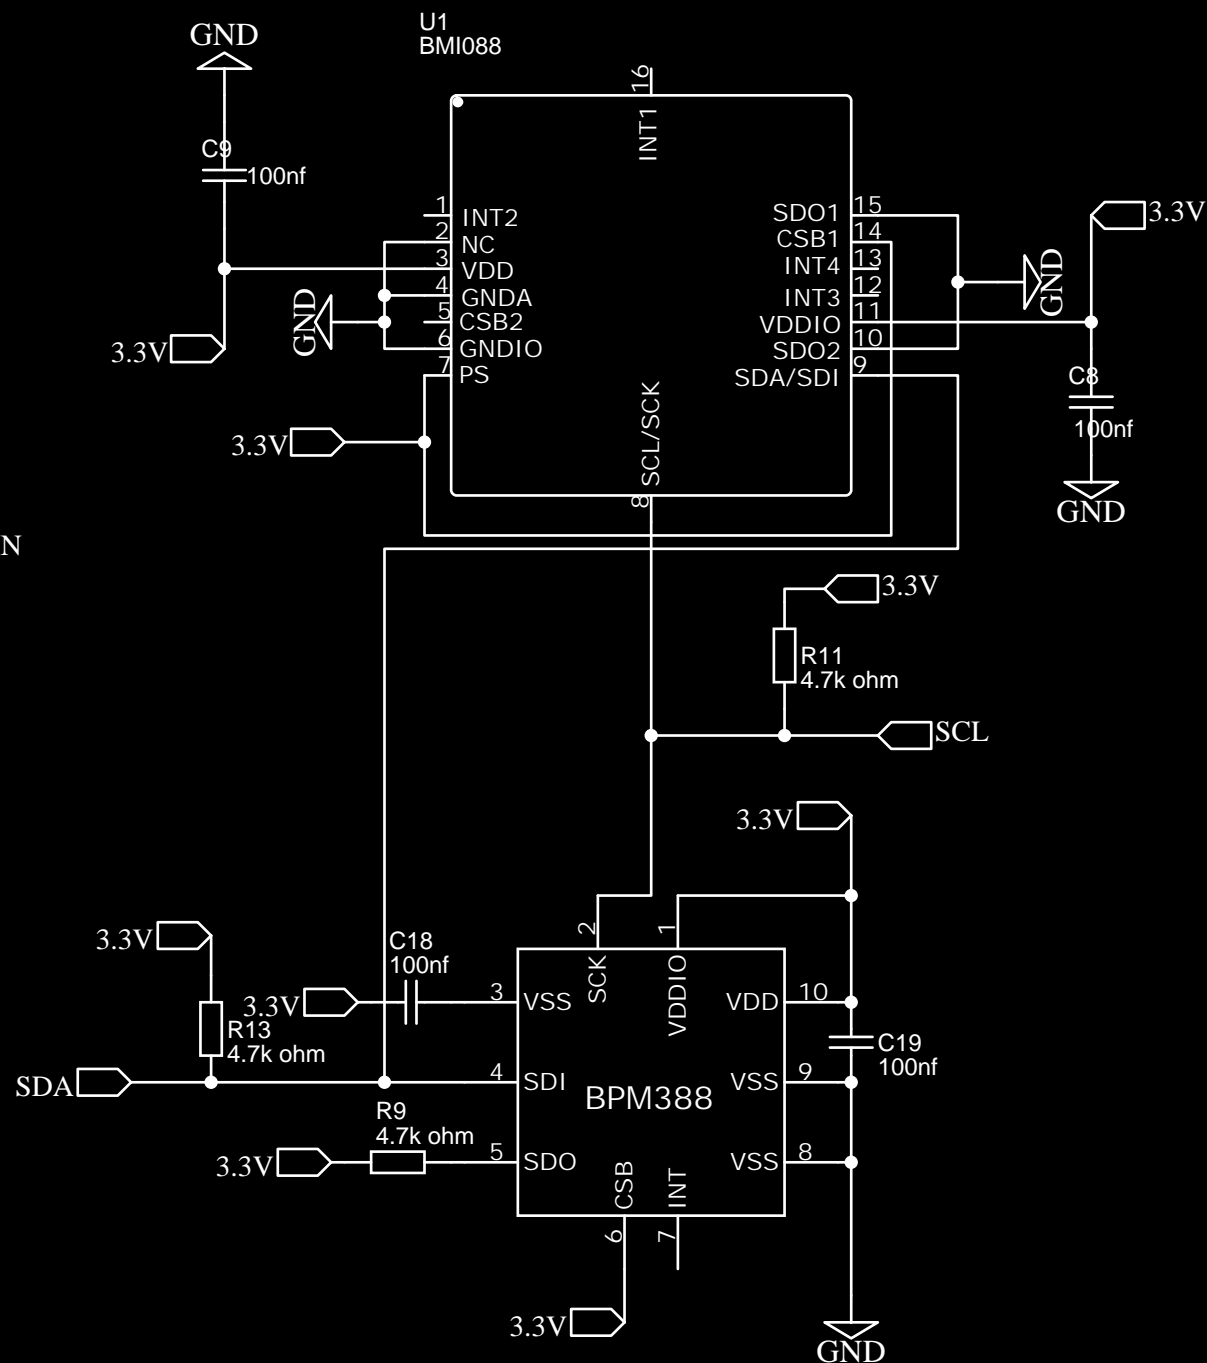 U1
BMI088
GND
C9
100nf
3.3V
16
INT1
1
INT2
2
NC
3
VDD
4
GNDA
5
CSB2
6
GNDIO
7
PS
GND
3.3V
SDO1
15
CSB1
14
INT4
13
INT3
12
VDDIO
11
SDO2
10
SDA/SDI
9
SCL/SCK
8
3.3V
GND
C8
100nf
GND
N
3.3V
R11
4.7k ohm
SCL
3.3V
3.3V
C18
100nf
3.3V
R13
4.7k ohm
SDA
R9
4.7k ohm
3.3V
2
SCK
1
VDDIO
3
VSS
4
SDI
5
SDO
BPM388
VDD
10
VSS
9
VSS
8
C19
100nf
CSB
6
INT
7
3.3V
GND